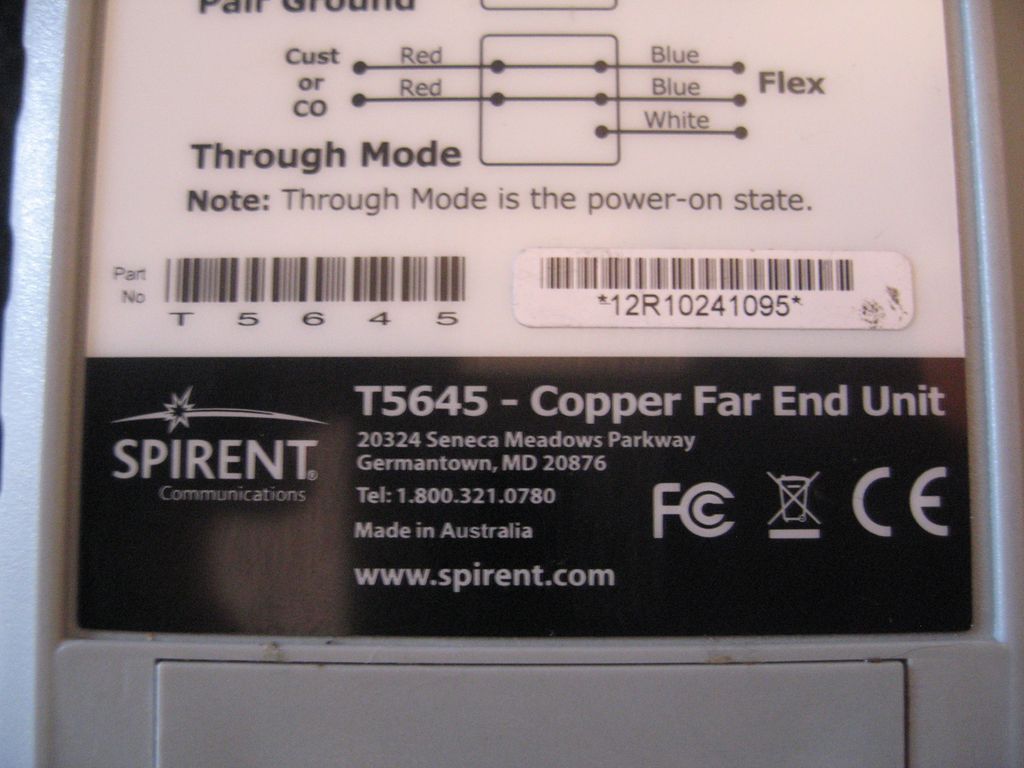 Pair Ground
Cust or CO
Red
Blue
Red
Blue
White
Flex
Through Mode
Note: Through Mode is the power-on state.
Part No
T 5 6 4 5
*12R10241095*
SPIRENT®
Communications
T5645 - Copper Far End Unit
20324 Seneca Meadows Parkway
Germantown, MD 20876
Tel: 1.800.321.0780
Made in Australia
www.spirent.com
FC CE